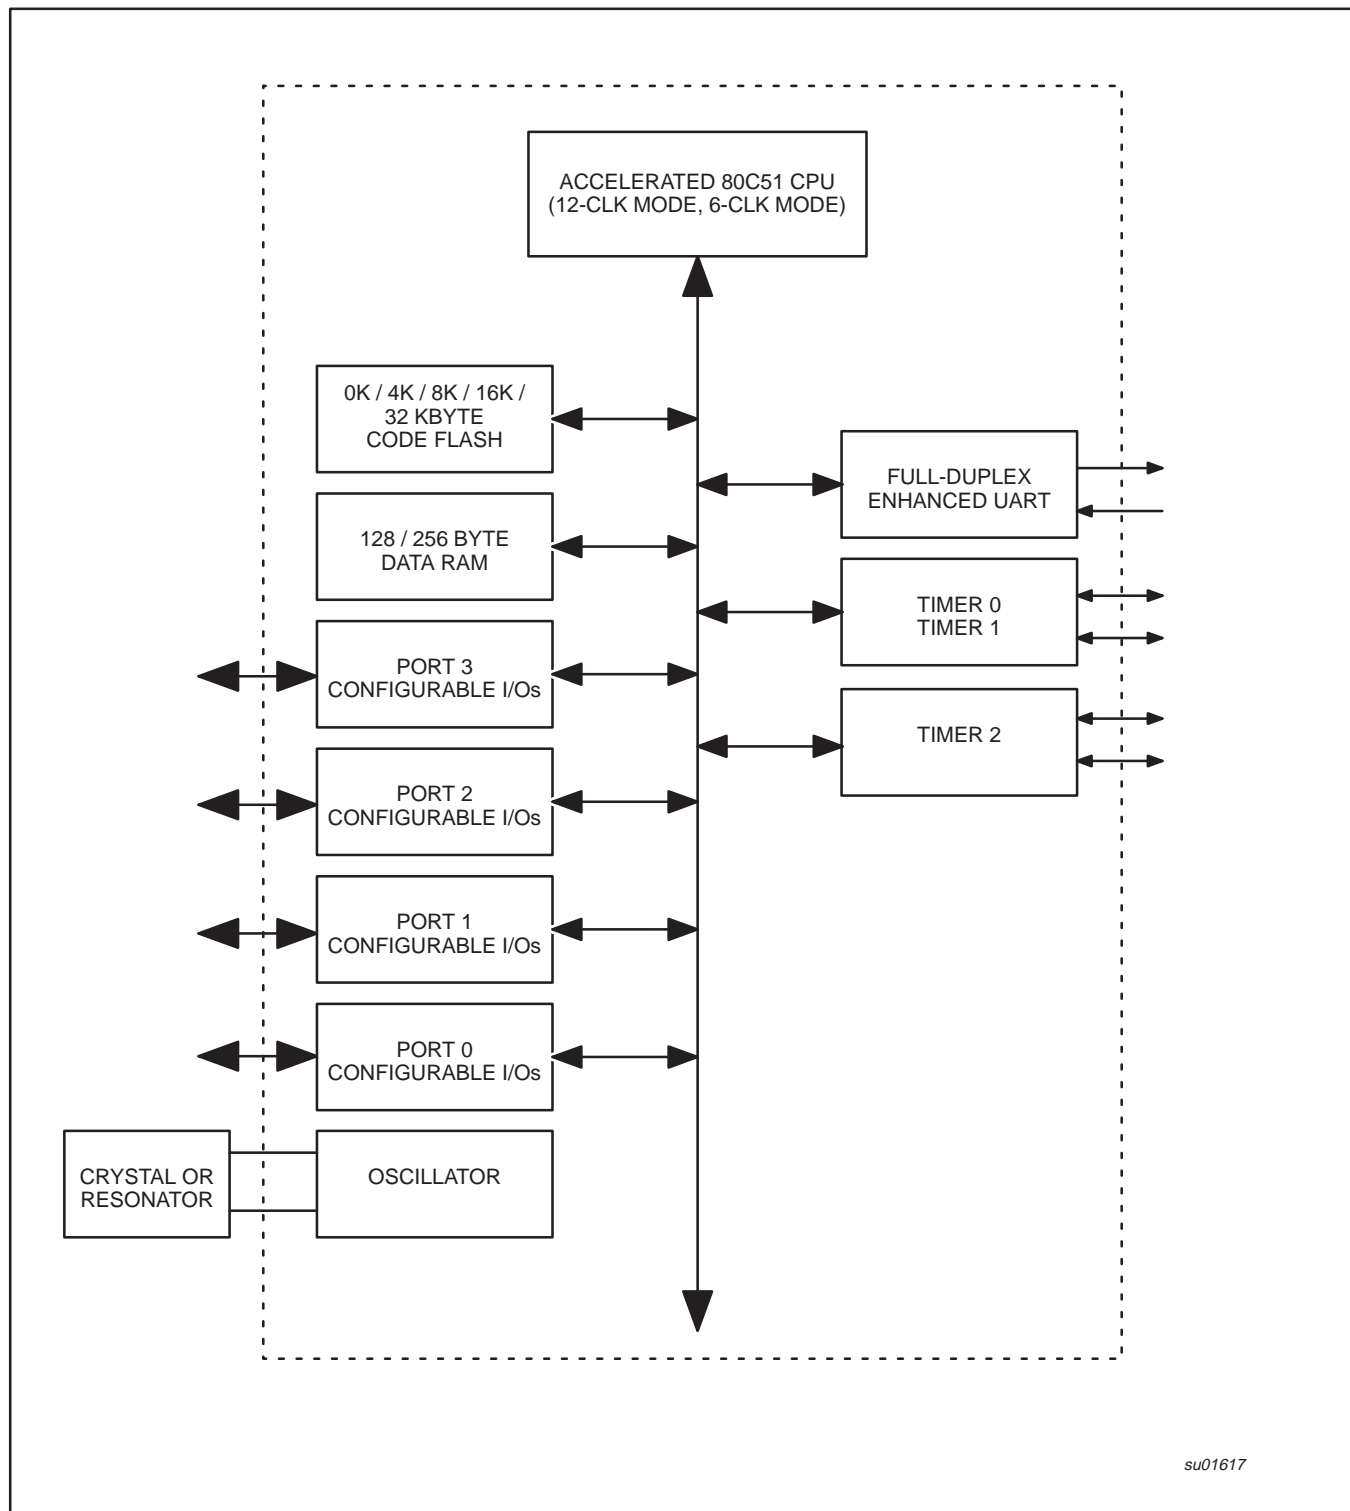 ACCELERATED 80C51 CPU
(12-CLK MODE, 6-CLK MODE)
0K / 4K / 8K / 16K /
32 KBYTE
CODE FLASH
FULL-DUPLEX
ENHANCED UART
128 / 256 BYTE
DATA RAM
TIMER 0
TIMER 1
PORT 3
CONFIGURABLE I/Os
TIMER 2
PORT 2
CONFIGURABLE I/Os
PORT 1
CONFIGURABLE I/Os
PORT 0
CONFIGURABLE I/Os
CRYSTAL OR
RESONATOR
OSCILLATOR
su01617